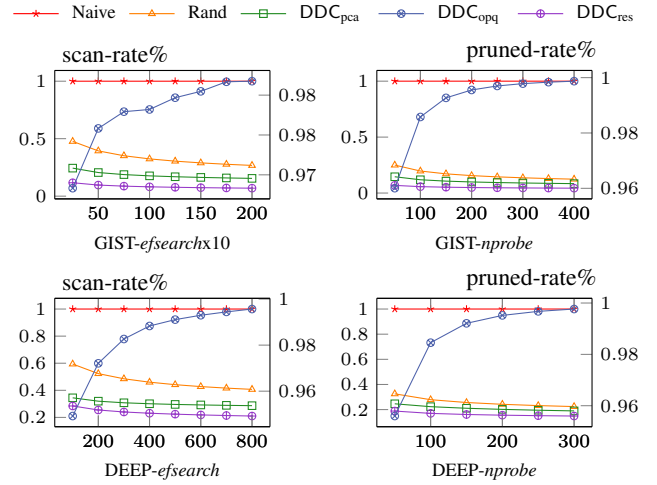 Naive Rand DDCpca DDCopq DDCres
scan-rate% pruned-rate%
1 0.5 0 0.98 0.98 0.97 50 100 150 200
1 0.5 0 1 0.98 0.96 100 200 300 400
GIST-efsearchx10 GIST-nprobe
scan-rate% pruned-rate%
1 0.8 0.6 0.4 0.2 1 0.98 0.96 200 400 600 800
1 0.8 0.6 0.4 0.2 1 0.98 0.96 100 200 300
DEEP-efsearch DEEP-nprobe